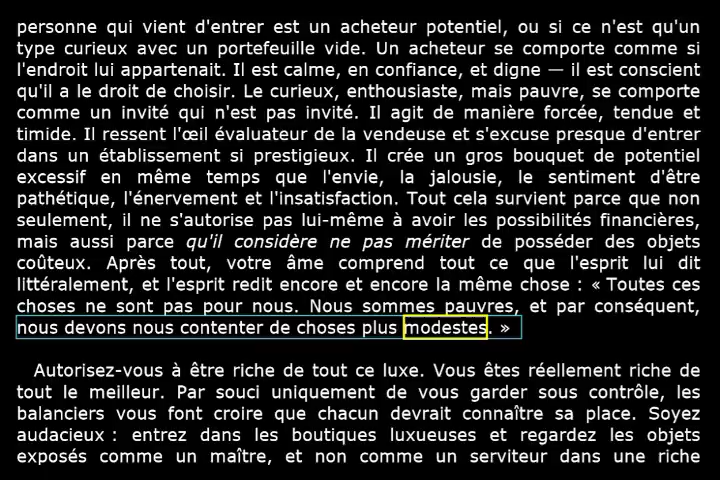 personne qui vient d'entrer est un acheteur potentiel, ou si ce n'est qu'un
type curieux avec un portefeuille vide. Un acheteur se comporte comme si
l'endroit lui appartenait. Il est calme, en confiance, et digne — il est conscient
qu'il a le droit de choisir. Le curieux, enthousiaste, mais pauvre, se comporte
comme un invité qui n'est pas invité. Il agit de manière forcée, tendue et
timide. Il ressent l'œil évaluateur de la vendeuse et s'excuse presque d'entrer
dans un établissement si prestigieux. Il crée un gros bouquet de potentiel
excessif en même temps que l'envie, la jalousie, le sentiment d'être
pathétique, l'énervement et l'insatisfaction. Tout cela survient parce que non
seulement, il ne s'autorise pas lui-même à avoir les possibilités financières,
mais aussi parce qu'il considère ne pas mériter de posséder des objets
coûteux. Après tout, votre âme comprend tout ce que l'esprit lui dit
littéralement, et l'esprit redit encore et encore la même chose : « Toutes ces
choses ne sont pas pour nous. Nous sommes pauvres, et par conséquent,
nous devons nous contenter de choses plus modestes. »
Autorisez-vous à être riche de tout ce luxe. Vous êtes réellement riche de
tout le meilleur. Par souci uniquement de vous garder sous contrôle, les
balanciers vous font croire que chacun devrait connaître sa place. Soyez
audacieux : entrez dans les boutiques luxueuses et regardez les objets
exposés comme un maître, et non comme un serviteur dans une riche